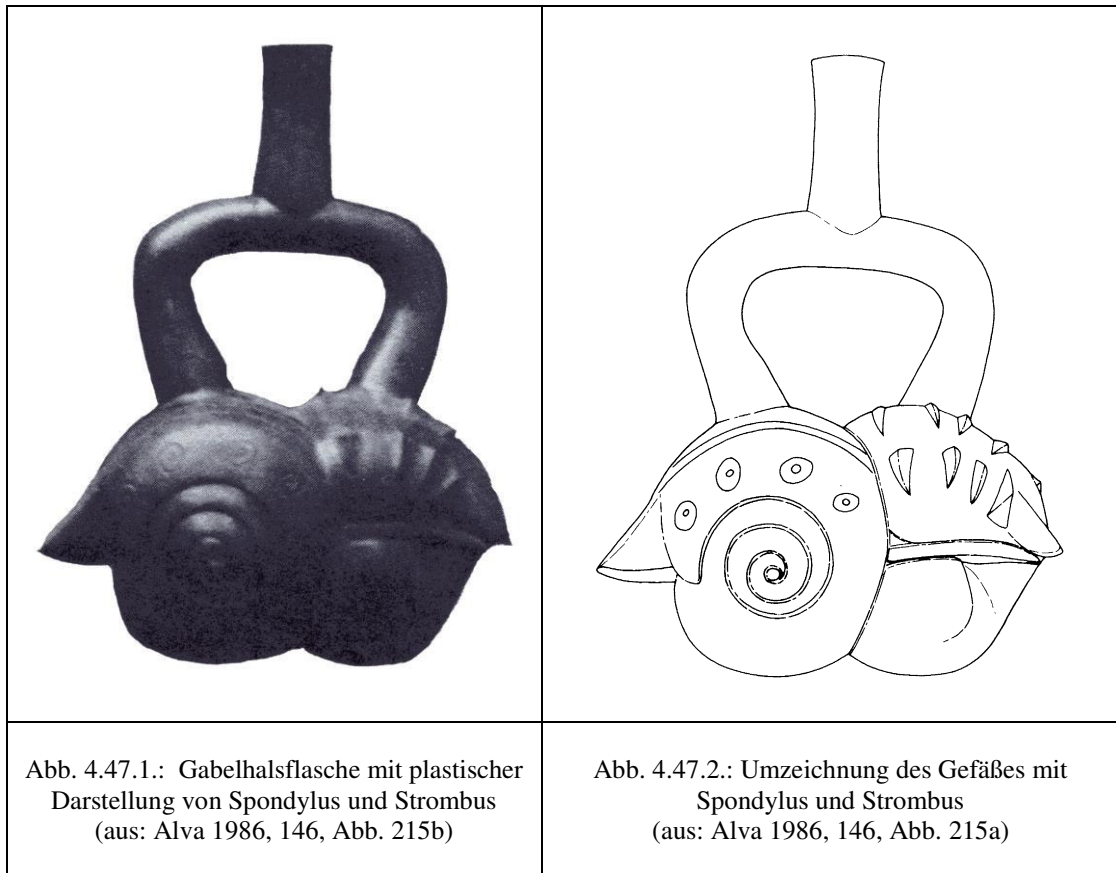 Abb. 4.47.1.: Gabelhalsflasche mit plastischer
Darstellung von Spondylus und Strombus
(aus: Alva 1986, 146, Abb. 215b)
Abb. 4.47.2.: Umzeichnung des Gefäßes mit
Spondylus und Strombus
(aus: Alva 1986, 146, Abb. 215a)